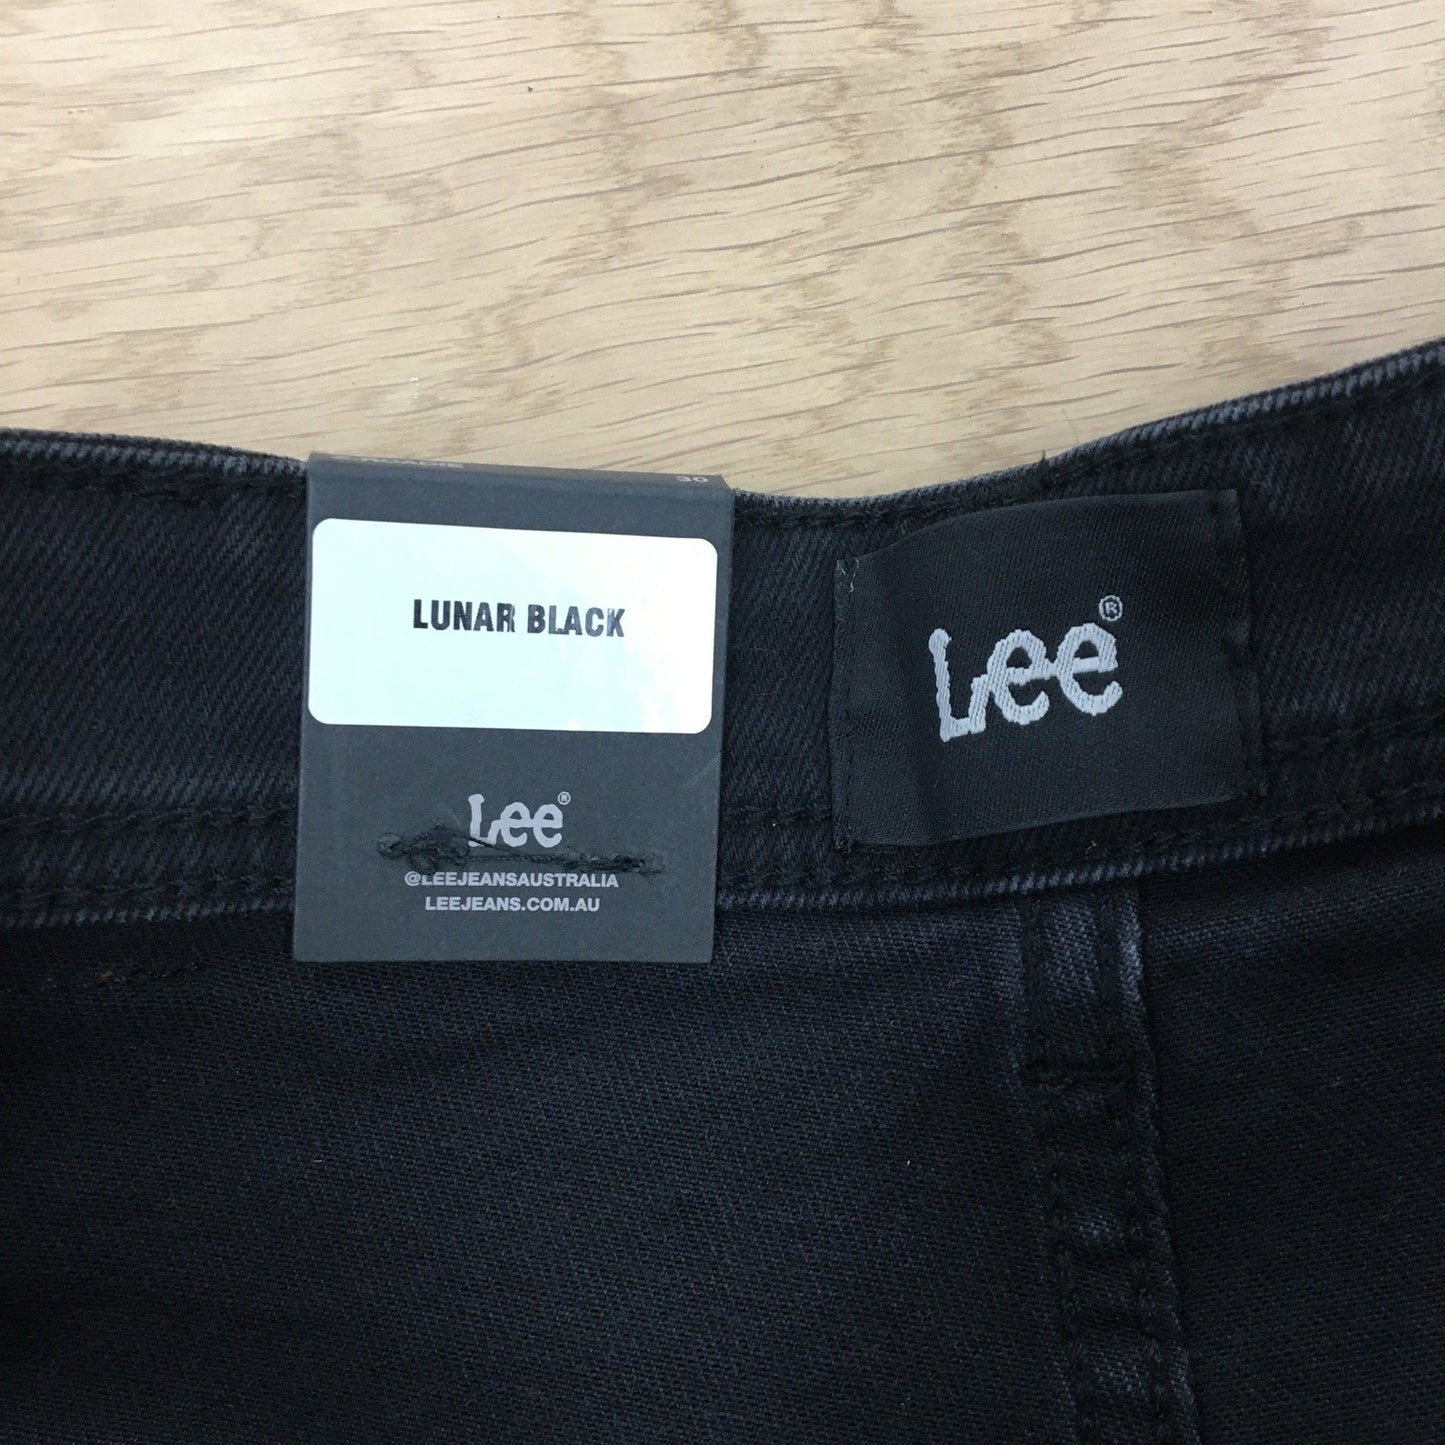 30
LUNAR BLACK
Lee®
@LEEJEANSAUSTRALIA
LEEJEANS.COM.AU
Lee®